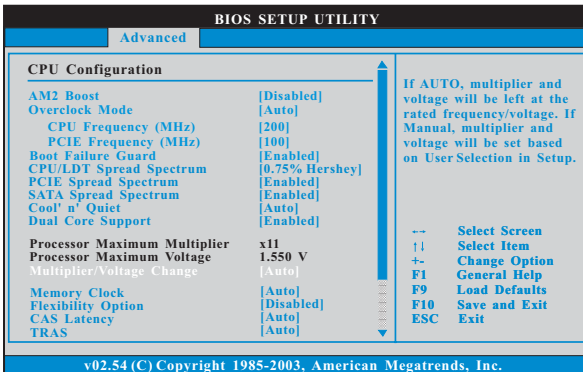 BIOS SETUP UTILITY
Advanced
CPU Configuration
AM2 Boost [Disabled]
Overclock Mode [Auto]
CPU Frequency (MHz) [200]
PCIE Frequency (MHz) [100]
Boot Failure Guard [Enabled]
CPU/LDT Spread Spectrum [0.75% Hershey]
PCIE Spread Spectrum [Enabled]
SATA Spread Spectrum [Enabled]
Cool' n' Quiet [Auto]
Dual Core Support [Enabled]
Processor Maximum Multiplier x11
Processor Maximum Voltage 1.550 V
Multiplier/Voltage Change [Auto]
Memory Clock [Auto]
Flexibility Option [Disabled]
CAS Latency [Auto]
TRAS [Auto]
If AUTO, multiplier and
voltage will be left at the
rated frequency/voltage. If
Manual, multiplier and
voltage will be set based
on User Selection in Setup.
←→ Select Screen
↑↓ Select Item
+- Change Option
F1 General Help
F9 Load Defaults
F10 Save and Exit
ESC Exit
v02.54 (C) Copyright 1985-2003, American Megatrends, Inc.